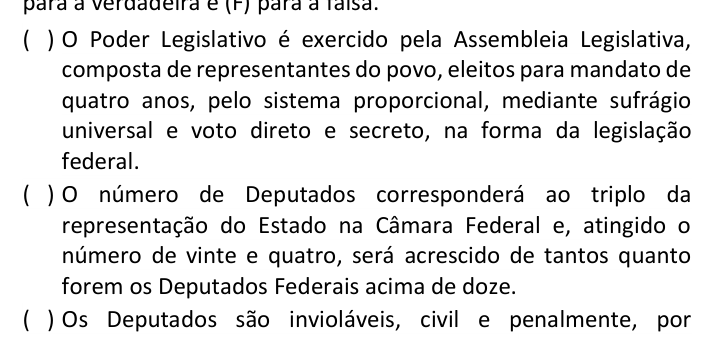 para a verdadeira e (F) para a falsa.
( ) O Poder Legislativo é exercido pela Assembleia Legislativa,
composta de representantes do povo, eleitos para mandato de
quatro anos, pelo sistema proporcional, mediante sufrágio
universal e voto direto e secreto, na forma da legislação
federal.
( ) O número de Deputados corresponderá ao triplo da
representação do Estado na Câmara Federal e, atingido o
número de vinte e quatro, será acrescido de tantos quanto
forem os Deputados Federais acima de doze.
( ) Os Deputados são invioláveis, civil e penalmente, por